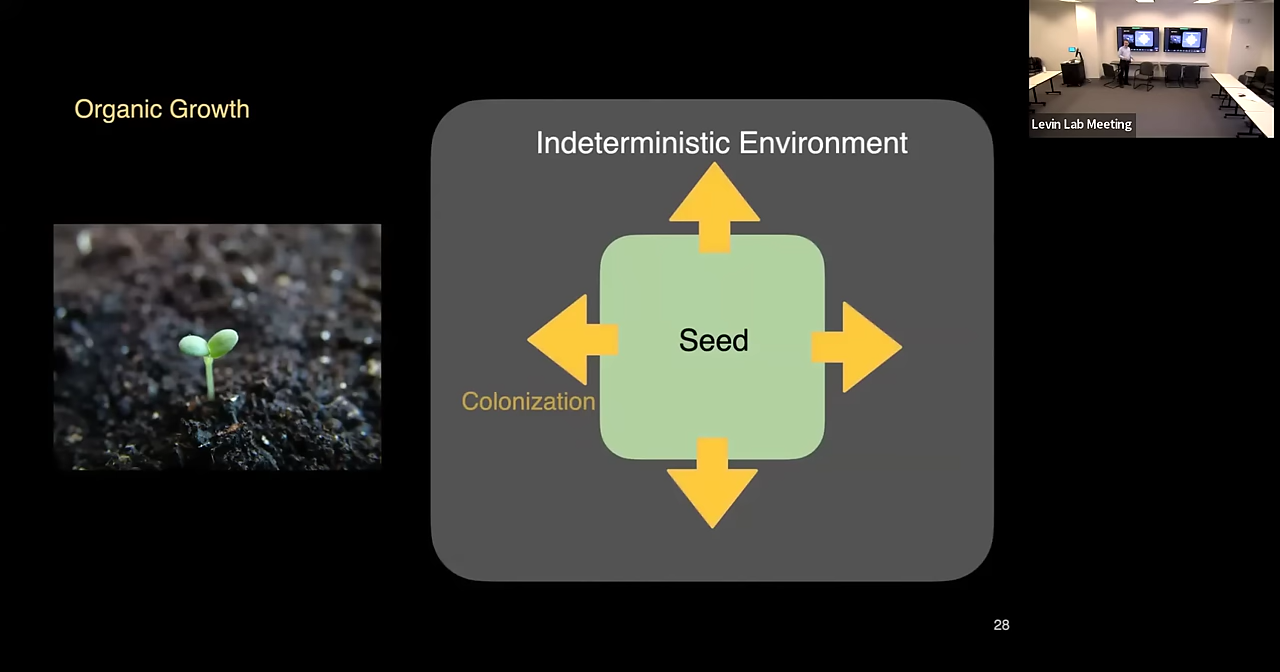 Organic Growth
Indeterministic Environment
Seed
Colonization
28
Levin Lab Meeting